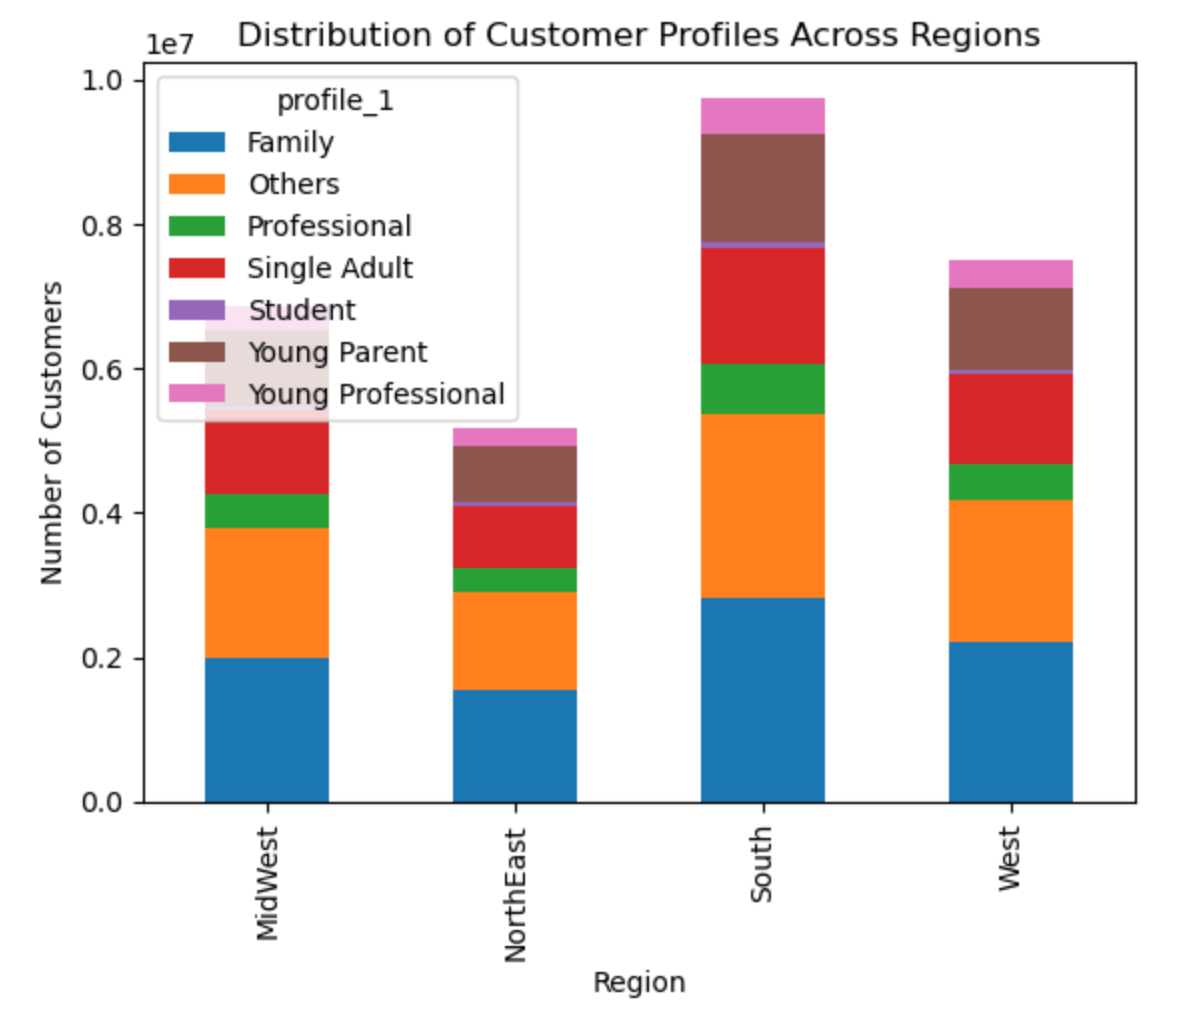 Distribution of Customer Profiles Across Regions
1e7
1.0
0.8
0.6
0.4
0.2
0.0
Number of Customers
profile_1
Family
Others
Professional
Single Adult
Student
Young Parent
Young Professional
MidWest
NorthEast
South
West
Region